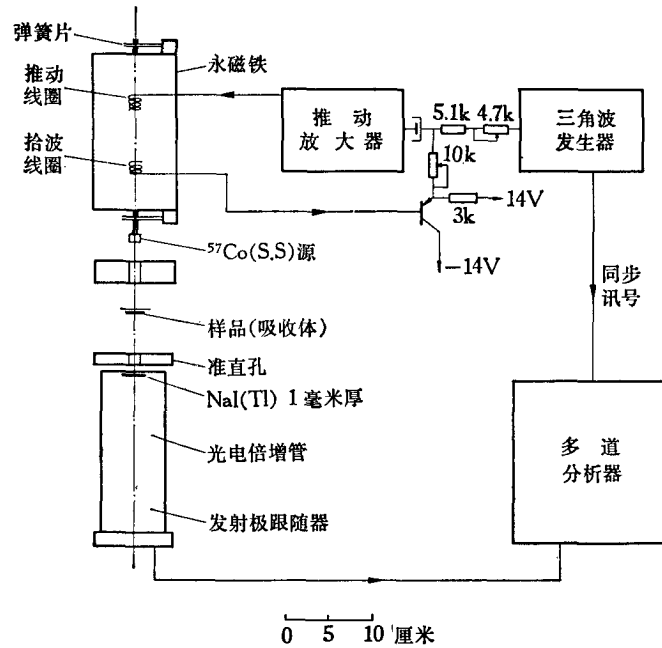 弹簧片
推动
线圈
永磁铁
推动
放大器
5.1k
4.7k
三角波
发生器
拾波
线圈
10k
3k
14V
-14V
⁵⁷Co(S.S)源
同步
讯号
样品(吸收体)
准直孔
NaI(Tl) 1毫米厚
光电倍增管
多道
分析器
发射极跟随器
0 5 10 厘米